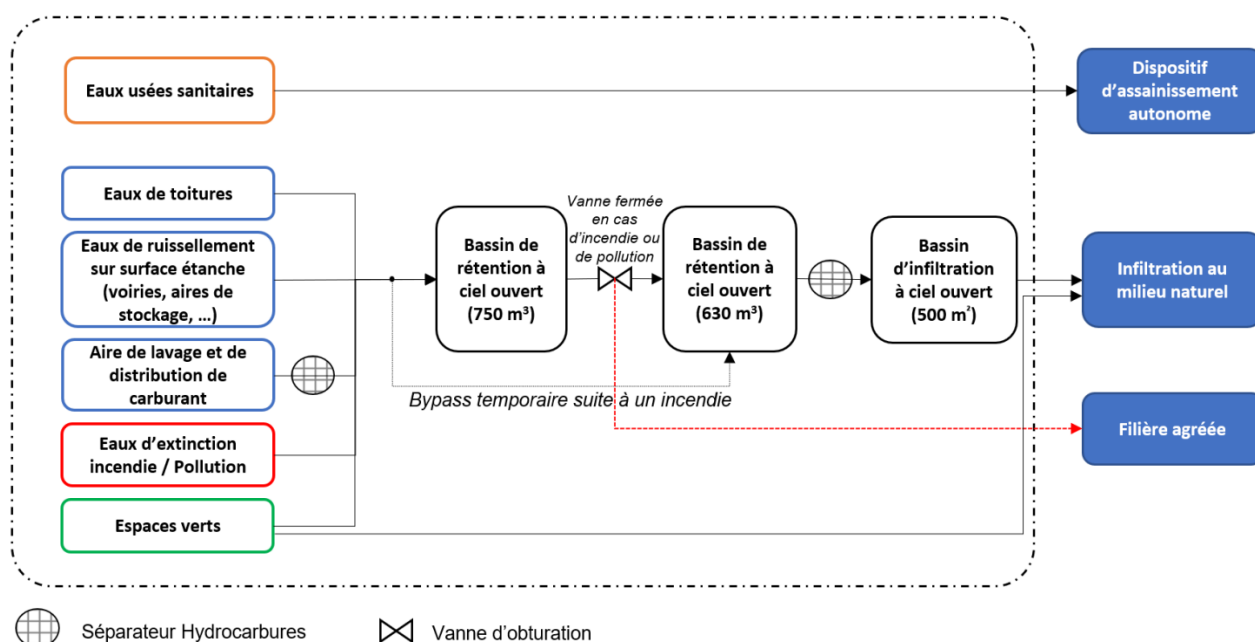 Eaux usées sanitaires
Dispositif
d'assainissement
autonome
Eaux de toitures
Eaux de ruissellement
sur surface étanche
(voiries, aires de
stockage, ...)
Aire de lavage et de
distribution de
carburant
Eaux d'extinction
incendie / Pollution
Espaces verts
Bassin de
rétention à
ciel ouvert
(750 m³)
Vanne fermée
en cas
d'incendie ou
de pollution
Bassin de
rétention à
ciel ouvert
(630 m³)
Bassin
d'infiltration
à ciel ouvert
(500 m²)
Infiltration au
milieu naturel
Bypass temporaire suite à un incendie
Filière agréée
Séparateur Hydrocarbures
Vanne d'obturation